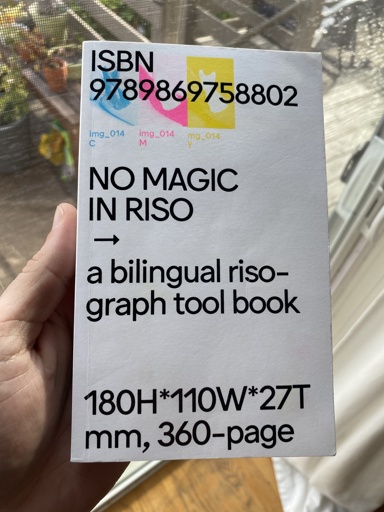 ISBN
9789869758802
img_014 img_014 img_014
C M Y
NO MAGIC
IN RISO
→
a bilingual riso-
graph tool book
180H*110W*27T
mm, 360-page